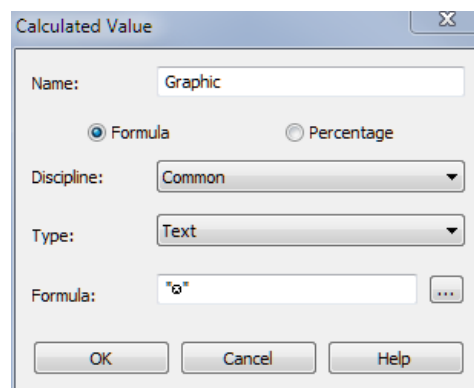 Calculated Value
Name: Graphic
Formula Percentage
Discipline: Common
Type: Text
Formula: "⊗" ...
OK Cancel Help